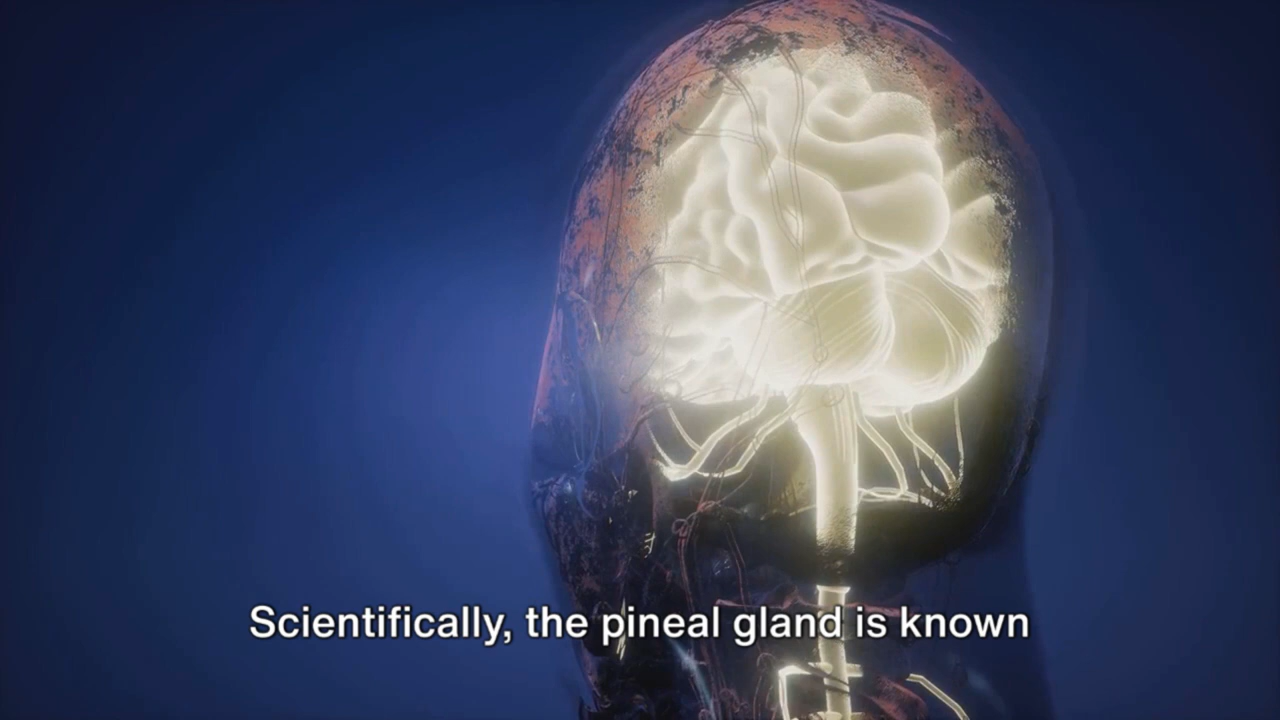 Scientifically, the pineal gland is known